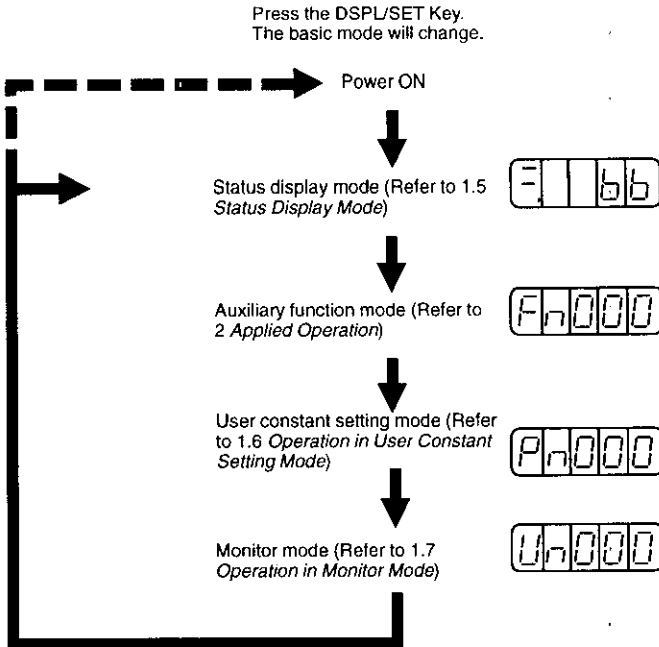 Press the DSPL/SET Key.
The basic mode will change.
Power ON
Status display mode (Refer to 1.5
Status Display Mode)
bb
Auxiliary function mode (Refer to
2 Applied Operation)
Fn000
User constant setting mode (Refer
to 1.6 Operation in User Constant
Setting Mode)
Pn000
Monitor mode (Refer to 1.7
Operation in Monitor Mode)
Un000